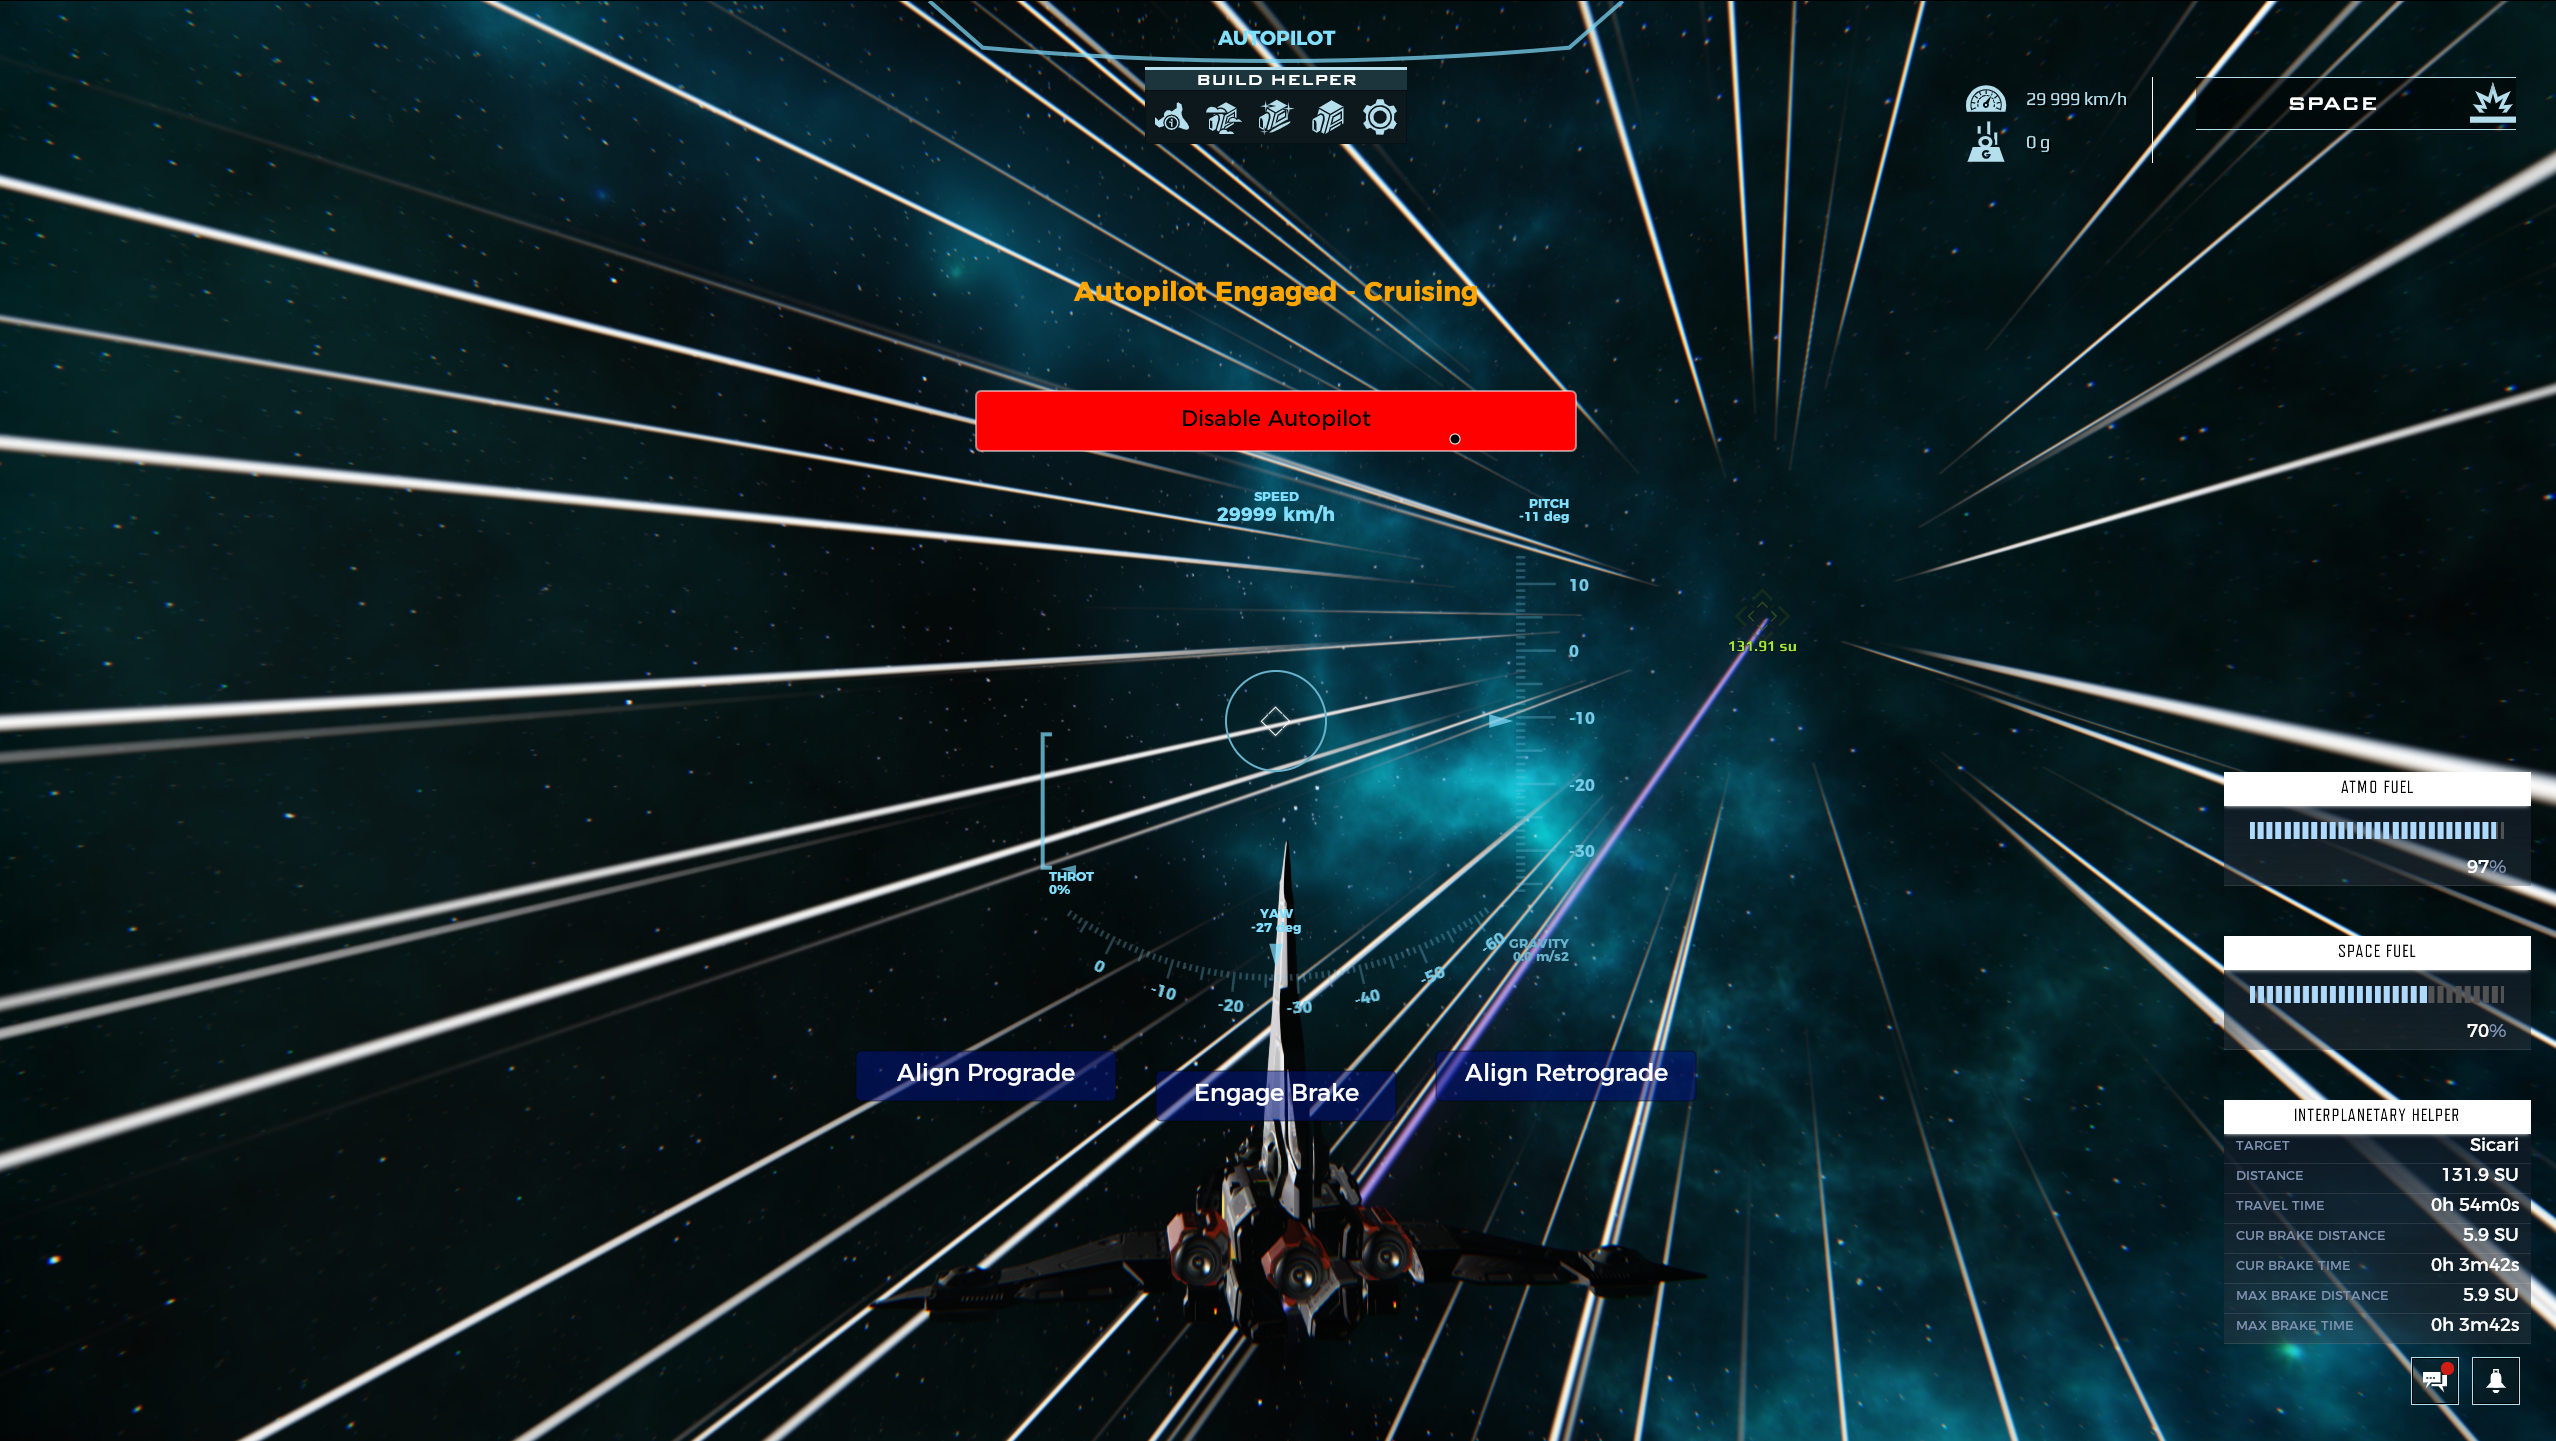 AUTOPILOT
BUILD HELPER
29 999 km/h
0 g
SPACE
Autopilot Engaged - Cruising
Disable Autopilot
SPEED
29999 km/h
PITCH
-11 deg
10
0
-10
-20
-30
131.91 su
THROT
0%
YAW
-27 deg
0
-10
-20
-30
-40
-50
-60
GRAVITY
0.0 m/s2
Align Prograde
Engage Brake
Align Retrograde
ATMO FUEL
97%
SPACE FUEL
70%
INTERPLANETARY HELPER
TARGET Sicari
DISTANCE 131.9 SU
TRAVEL TIME 0h 54m0s
CUR BRAKE DISTANCE 5.9 SU
CUR BRAKE TIME 0h 3m42s
MAX BRAKE DISTANCE 5.9 SU
MAX BRAKE TIME 0h 3m42s